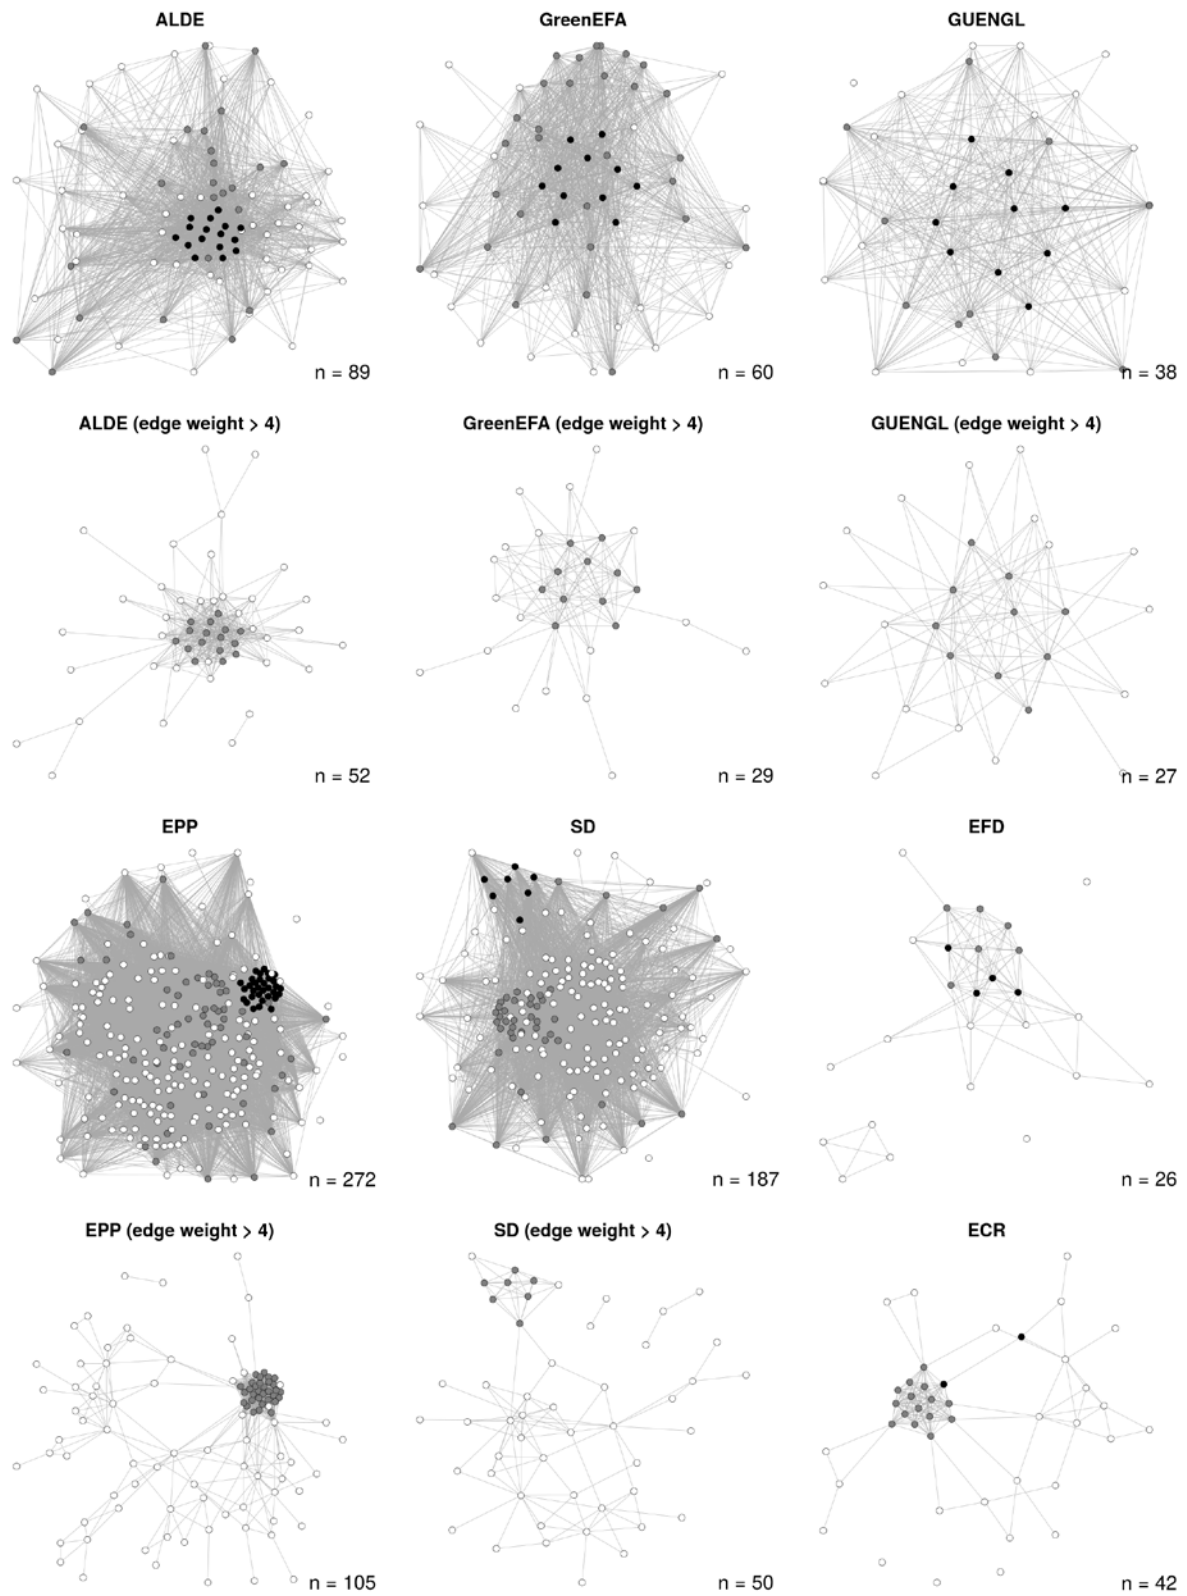 ALDE GreenEFA GUENGL
n = 89 n = 60 n = 38
ALDE (edge weight > 4) GreenEFA (edge weight > 4) GUENGL (edge weight > 4)
n = 52 n = 29 n = 27
EPP SD EFD
n = 272 n = 187 n = 26
EPP (edge weight > 4) SD (edge weight > 4) ECR
n = 105 n = 50 n = 42